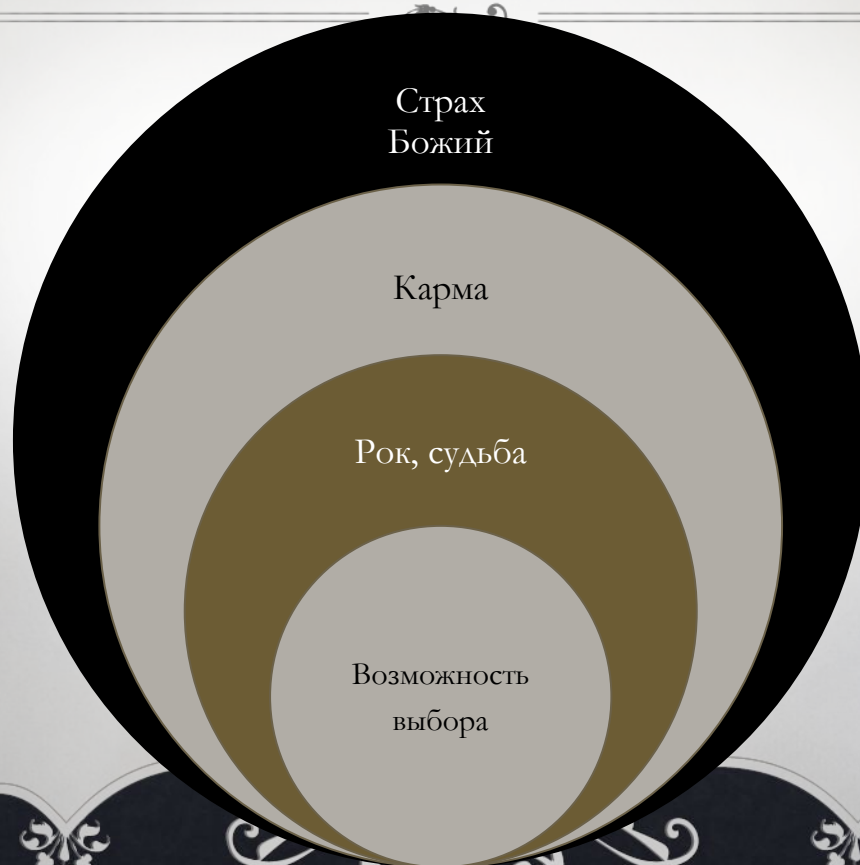 Страх
Божий
Карма
Рок, судьба
Возможность
выбора